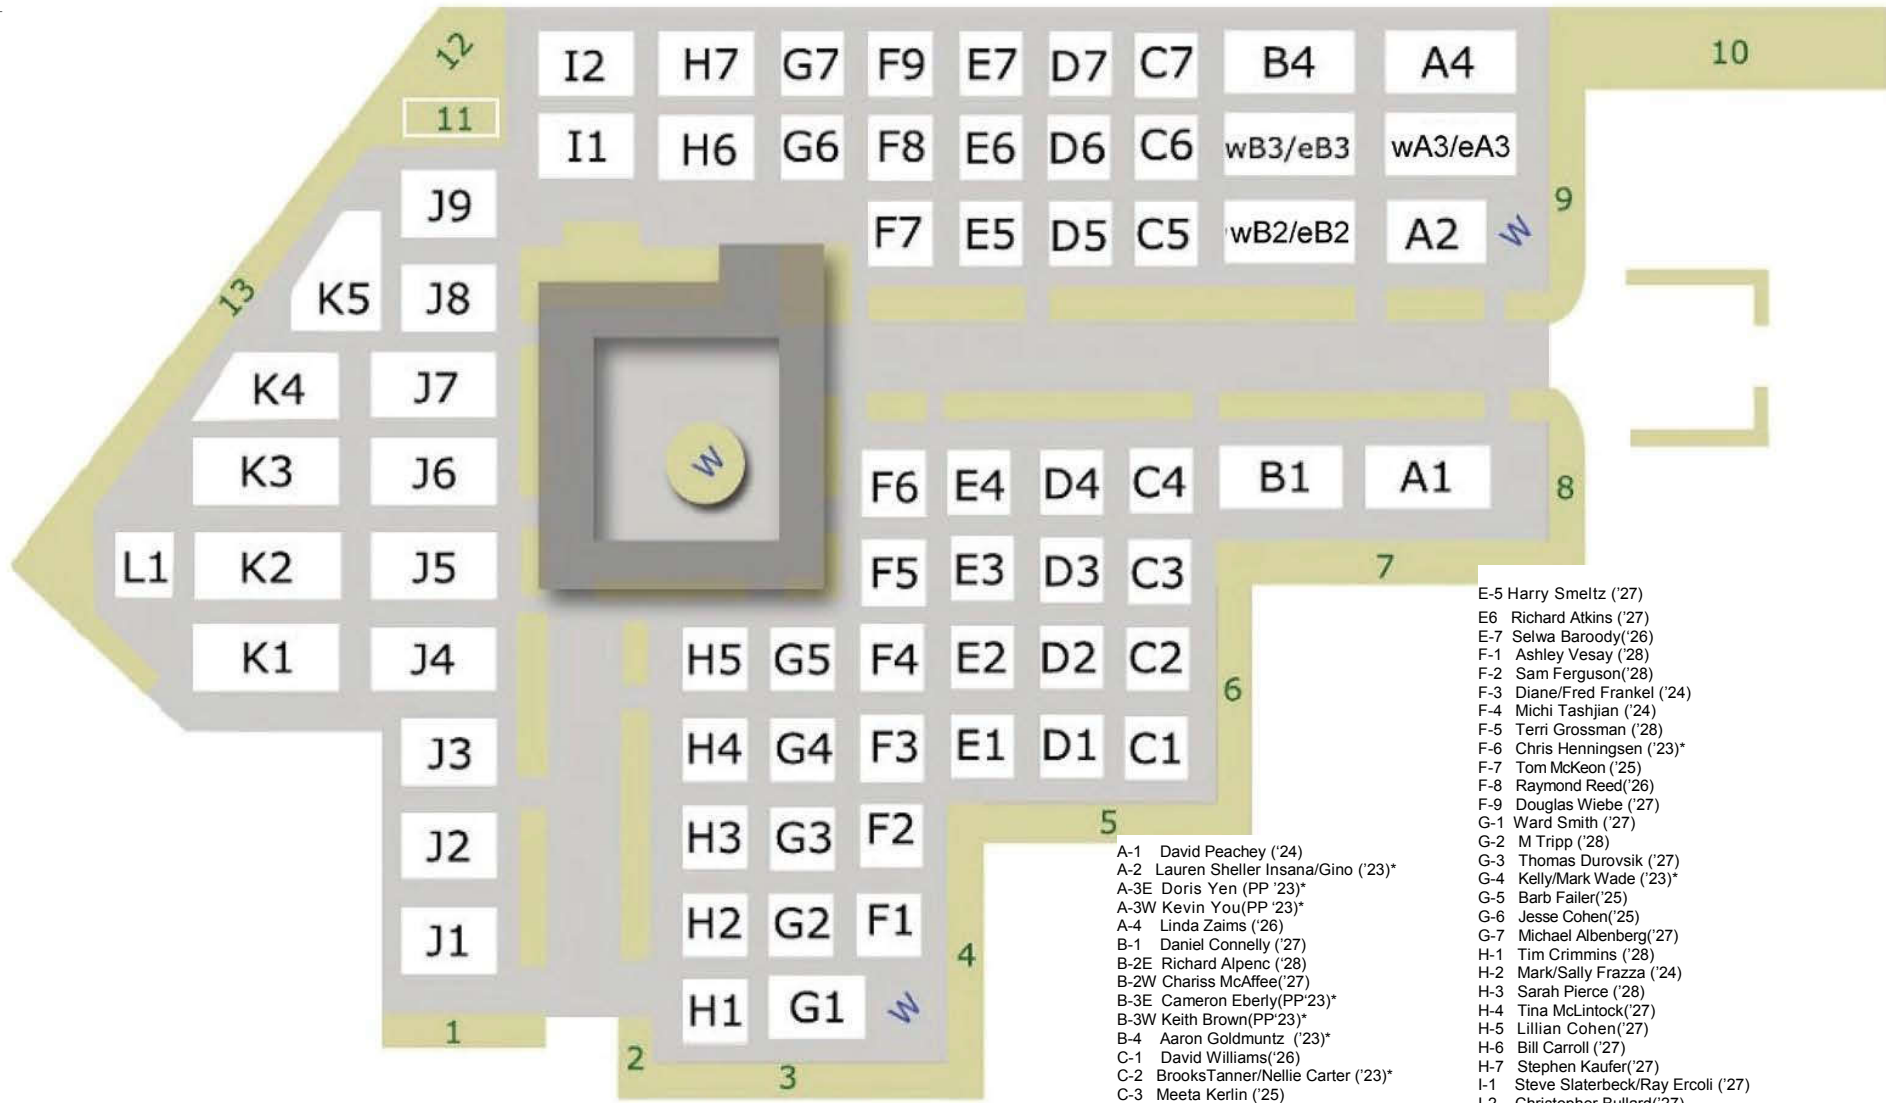 12 I2 H7 G7 F9 E7 D7 C7 B4 A4 10
11 I1 H6 G6 F8 E6 D6 C6 wB3/eB3 wA3/eA3
J9 F7 E5 D5 C5 wB2/eB2 A2 W 9
13 K5 J8
K4 J7
K3 J6 W F6 E4 D4 C4 B1 A1 8
L1 K2 J5 F5 E3 D3 C3 7
K1 J4 H5 G5 F4 E2 D2 C2 6
J3 H4 G4 F3 E1 D1 C1
J2 H3 G3 F2 5
J1 H2 G2 F1 4
H1 G1 W
1 2 3
A-1 David Peachey ('24)
A-2 Lauren Sheller Insana/Gino ('23)*
A-3E Doris Yen (PP '23)*
A-3W Kevin You(PP '23)*
A-4 Linda Zaims ('26)
B-1 Daniel Connelly ('27)
B-2E Richard Alpenc ('28)
B-2W Chariss McAffee('27)
B-3E Cameron Eberly(PP'23)*
B-3W Keith Brown(PP'23)*
B-4 Aaron Goldmuntz ('23)*
C-1 David Williams('26)
C-2 BrooksTanner/Nellie Carter ('23)*
C-3 Meeta Kerlin ('25)
E-5 Harry Smeltz ('27)
E6 Richard Atkins ('27)
E-7 Selwa Baroody('26)
F-1 Ashley Vesay ('28)
F-2 Sam Ferguson('28)
F-3 Diane/Fred Frankel ('24)
F-4 Michi Tashjian ('24)
F-5 Terri Grossman ('28)
F-6 Chris Henningsen ('23)*
F-7 Tom McKeon ('25)
F-8 Raymond Reed('26)
F-9 Douglas Wiebe ('27)
G-1 Ward Smith ('27)
G-2 M Tripp ('28)
G-3 Thomas Durovsik ('27)
G-4 Kelly/Mark Wade ('23)*
G-5 Barb Failer('25)
G-6 Jesse Cohen('25)
G-7 Michael Albenberg('27)
H-1 Tim Crimmins ('28)
H-2 Mark/Sally Frazza ('24)
H-3 Sarah Pierce ('28)
H-4 Tina McLintock('27)
H-5 Lillian Cohen('27)
H-6 Bill Carroll ('27)
H-7 Stephen Kaufer('27)
I-1 Steve Slaterbeck/Ray Ercoli ('27)